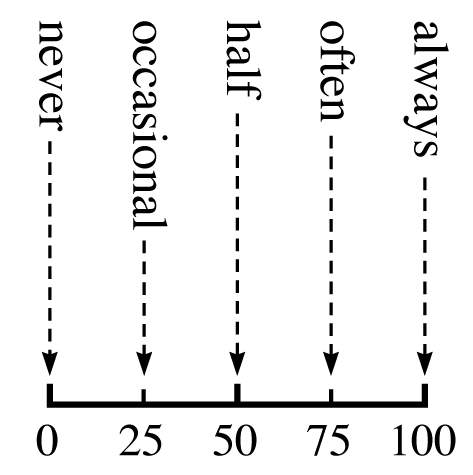 never
occasional
half
often
always
0 25 50 75 100